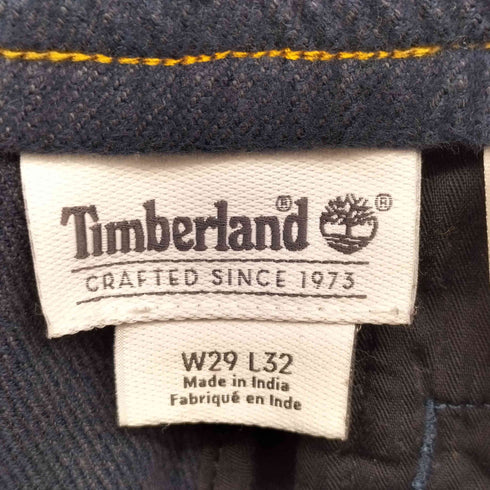 Timberland®®
CRAFTED SINCE 1973
W29 L32
Made in India
Fabriqué en Inde